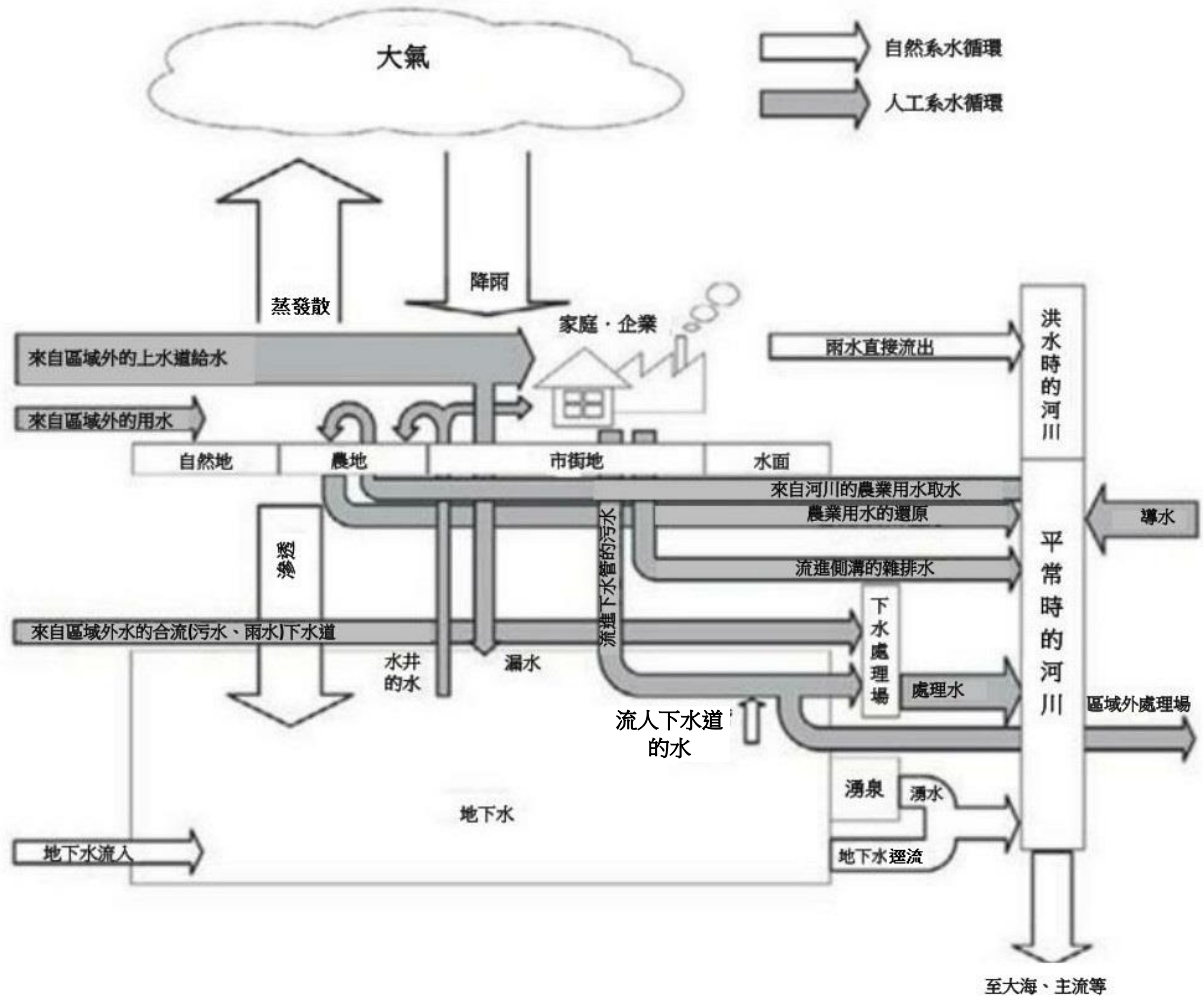 大氣
自然系水循環
人工系水循環
蒸發散
降雨
家庭・企業
來自區域外的上水道給水
雨水直接流出
洪水時的河川
來自區域外的用水
自然地
農地
市街地
水面
來自河川的農業用水取水
農業用水的還原
導水
滲透
流進下水管的污水
流進側溝的雜排水
平常時的河川
下水處理場
來自區域外水的合流(污水、雨水)下水道
水井
的水
漏水
處理水
區域外處理場
流人下水道
的水
湧泉
湧水
地下水
地下水流入
地下水逕流
至大海、主流等